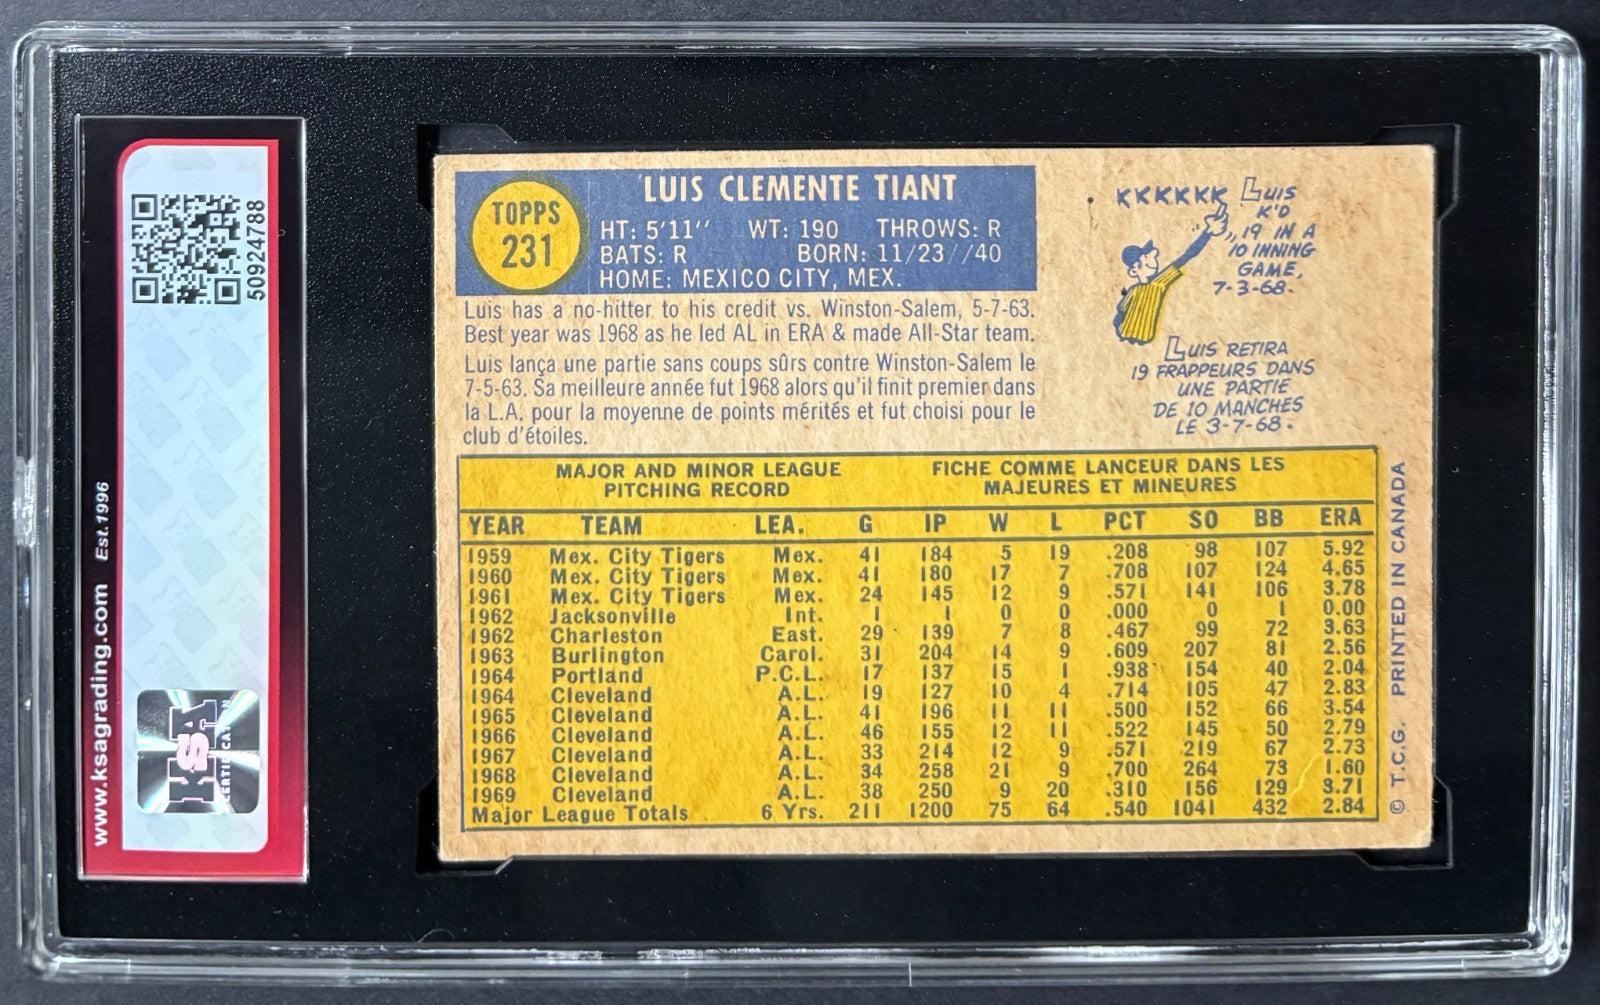 www.ksagrading.com Est.1996
50924788
KSA
CERTIFICATION
TOPPS
231
LUIS CLEMENTE TIANT
HT: 5'11'' WT: 190 THROWS: R
BATS: R BORN: 11/23//40
HOME: MEXICO CITY, MEX.
Luis has a no-hitter to his credit vs. Winston-Salem, 5-7-63.
Best year was 1968 as he led AL in ERA & made All-Star team.
Luis lança une partie sans coups sûrs contre Winston-Salem le
7-5-63. Sa meilleure année fut 1968 alors qu'il finit premier dans
la L.A. pour la moyenne de points mérités et fut choisi pour le
club d'étoiles.
KKKKKK LUIS
K'D
19 IN A
10 INNING
GAME,
7-3-68.
LUIS RETIRA
19 FRAPPEURS DANS
UNE PARTIE
DE 10 MANCHES
LE 3-7-68.
MAJOR AND MINOR LEAGUE
PITCHING RECORD
FICHE COMME LANCEUR DANS LES
MAJEURES ET MINEURES
YEAR TEAM LEA. G IP W L PCT SO BB ERA
1959 Mex. City Tigers Mex. 41 184 5 19 .208 98 107 5.92
1960 Mex. City Tigers Mex. 41 180 17 7 .708 107 124 4.65
1961 Mex. City Tigers Mex. 24 145 12 9 .571 141 106 3.78
1962 Jacksonville Int. 1 1 0 0 .000 0 1 0.00
1962 Charleston East. 29 139 7 8 .467 99 72 3.63
1963 Burlington Carol. 31 204 14 9 .609 207 81 2.56
1964 Portland P.C.L. 17 137 15 1 .938 154 40 2.04
1964 Cleveland A.L. 19 127 10 4 .714 105 47 2.83
1965 Cleveland A.L. 41 196 11 11 .500 152 66 3.54
1966 Cleveland A.L. 46 155 12 11 .522 145 50 2.79
1967 Cleveland A.L. 33 214 12 9 .571 219 67 2.73
1968 Cleveland A.L. 34 258 21 9 .700 264 73 1.60
1969 Cleveland A.L. 38 250 9 20 .310 156 129 3.71
Major League Totals 6 Yrs. 211 1200 75 64 .540 1041 432 2.84
© T.C.G. PRINTED IN CANADA